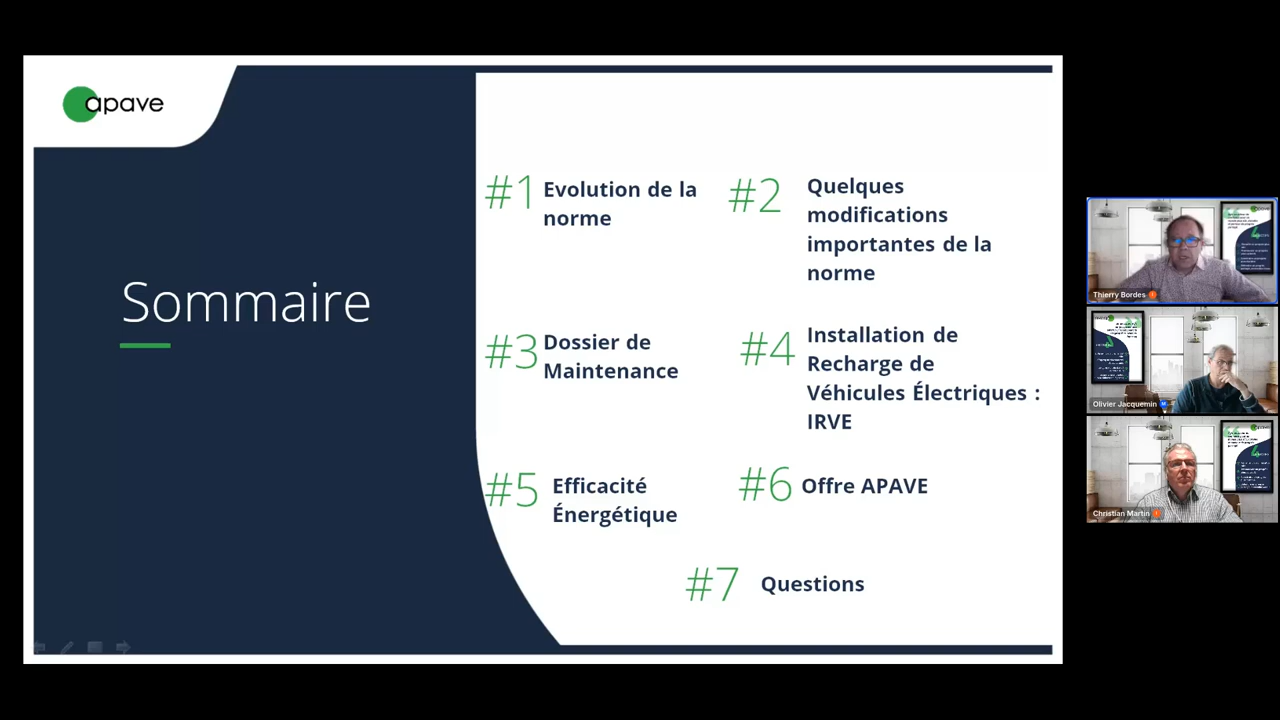 apave
Sommaire
#1 Evolution de la
norme
#2 Quelques
modifications
importantes de la
norme
#3 Dossier de
Maintenance
#4 Installation de
Recharge de
Véhicules Électriques :
IRVE
#5 Efficacité
Énergétique
#6 Offre APAVE
#7 Questions
Thierry Bordes
Olivier Jacquemin
Christian Martin